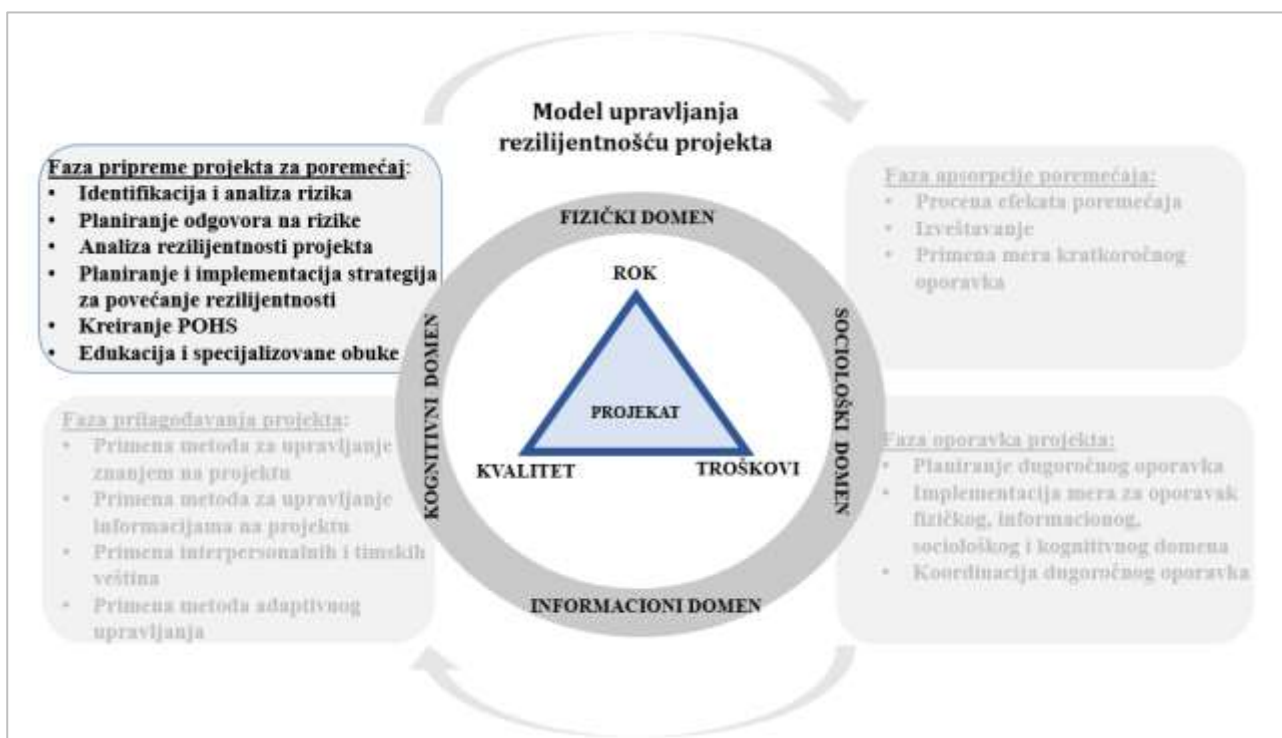 Model upravljanja
rezilijentnošću projekta
Faza pripreme projekta za poremećaj:
• Identifikacija i analiza rizika
• Planiranje odgovora na rizike
• Analiza rezilijentnosti projekta
• Planiranje i implementacija strategija
za povećanje rezilijentnosti
• Kreiranje POHS
• Edukacija i specijalizovane obuke
Faza apsorpcije poremećaja:
• Procena efekata poremećaja
• Izveštavanje
• Primena mera kratkoročnog
oporavka
FIZIČKI DOMEN
KOGNITIVNI DOMEN
SOCIOLOŠKI DOMEN
INFORMACIONI DOMEN
ROK
PROJEKAT
KVALITET
TROŠKOVI
Faza prilagođavanja projekta:
• Primena metoda za upravljanje
znanjem na projektu
• Primena metoda za upravljanje
informacijama na projektu
• Primena interpersonalnih i timskih
veština
• Primena metoda adaptivnog
upravljanja
Faza oporavka projekta:
• Planiranje dugoročnog oporavka
• Implementacija mera za oporavak
fizičkog, informacionog,
sociološkog i kognitivnog domena
• Koordinacija dugoročnog oporavka